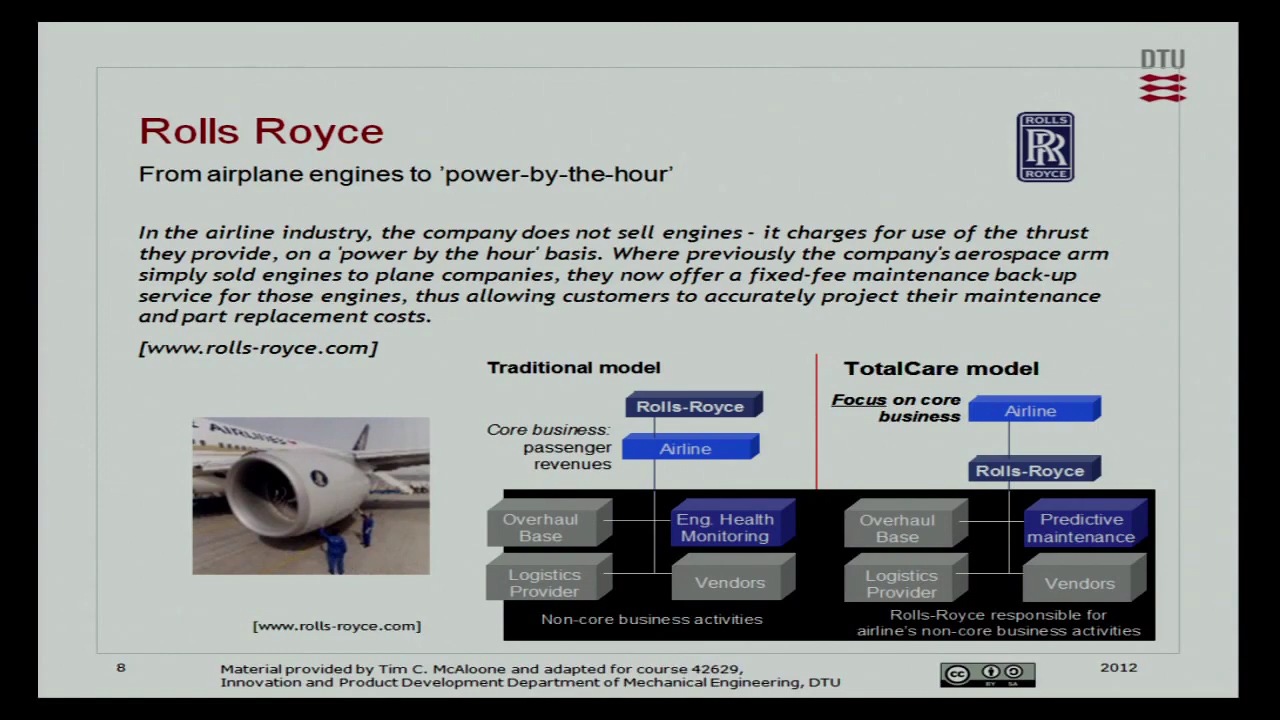 DTU
Rolls Royce
ROLLS
RR
ROYCE
From airplane engines to 'power-by-the-hour'
In the airline industry, the company does not sell engines - it charges for use of the thrust
they provide, on a 'power by the hour' basis. Where previously the company's aerospace arm
simply sold engines to plane companies, they now offer a fixed-fee maintenance back-up
service for those engines, thus allowing customers to accurately project their maintenance
and part replacement costs.
[www.rolls-royce.com]
Traditional model
Rolls-Royce
Core business:
passenger
revenues
Airline
Overhaul
Base
Eng. Health
Monitoring
Logistics
Provider
Vendors
Non-core business activities
TotalCare model
Focus on core
business
Airline
Rolls-Royce
Overhaul
Base
Predictive
maintenance
Logistics
Provider
Vendors
Rolls-Royce responsible for
airline's non-core business activities
AIRLINES
[www.rolls-royce.com]
8
Material provided by Tim C. McAloone and adapted for course 42629,
Innovation and Product Development Department of Mechanical Engineering, DTU
cc
BY SA
2012